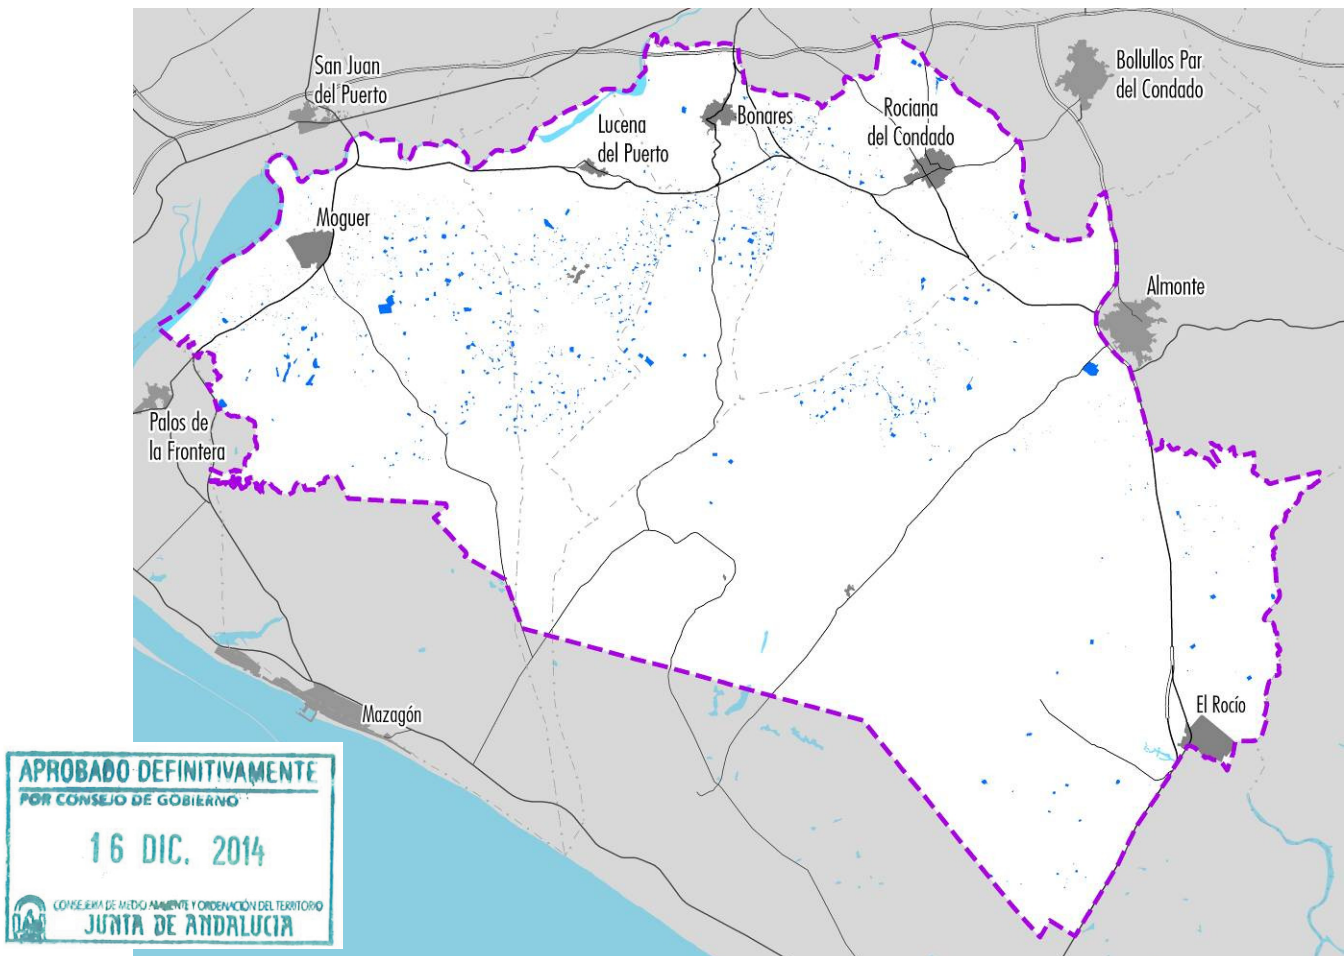 San Juan
del Puerto
Bollullos Par
del Condado
Lucena
del Puerto
Bonares
Rociana
del Condado
Moguer
Almonte
Palos de
la Frontera
Mazagón
El Rocío
APROBADO DEFINITIVAMENTE
POR CONSEJO DE GOBIERNO
16 DIC. 2014
CONSEJERIA DE MEDIO AMBIENTE Y ORDENACIÓN DEL TERRITORIO
JUNTA DE ANDALUCIA